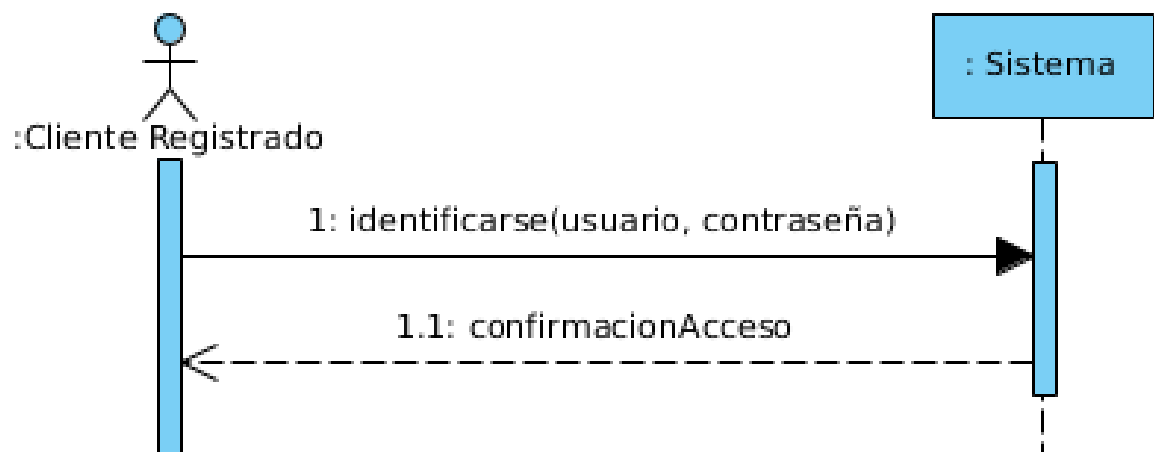 : Sistema
:Cliente Registrado
1: identificarse(usuario, contraseña)
1.1: confirmacionAcceso